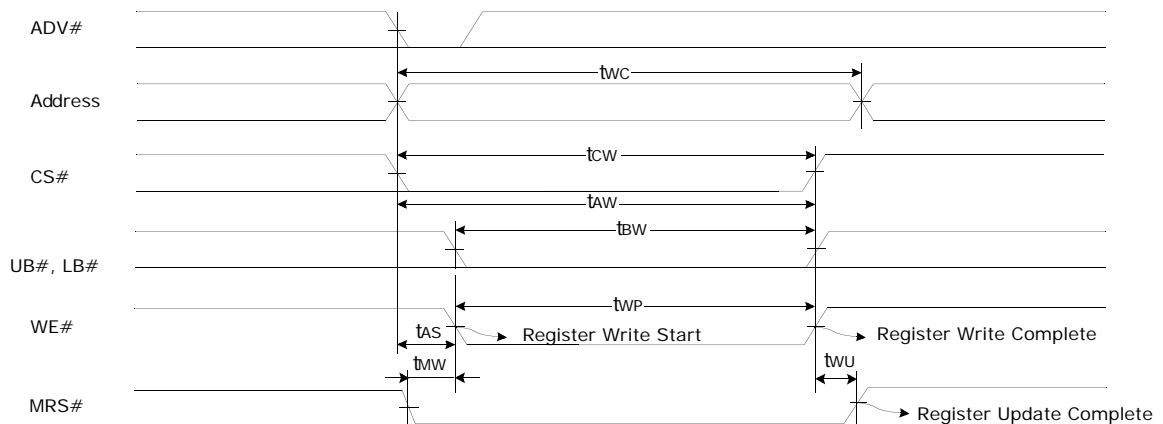 ADV#
tWC
Address
tCW
CS#
tAW
tBW
UB#, LB#
tWP
WE#
tAS
Register Write Start
Register Write Complete
tMW
tWU
MRS#
Register Update Complete